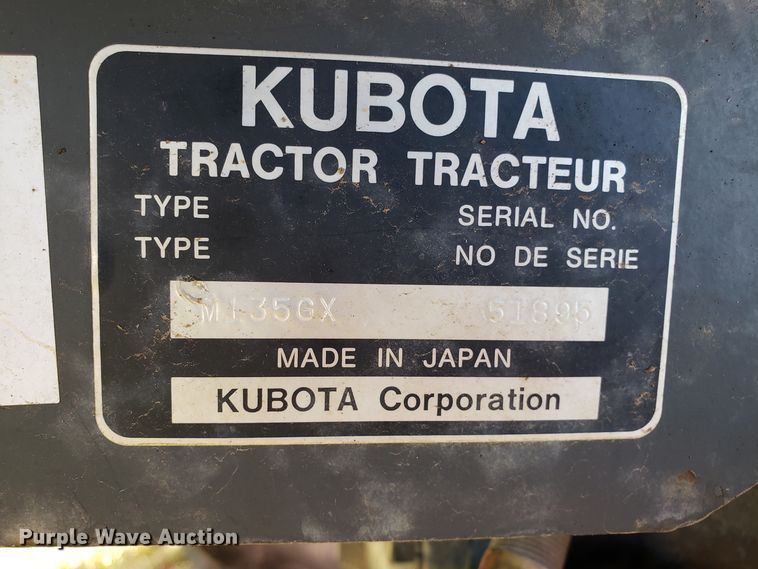 KUBOTA
TRACTOR TRACTEUR
TYPE SERIAL NO.
TYPE NO DE SERIE
M135GX 51895
MADE IN JAPAN
KUBOTA Corporation
Purple Wave Auction